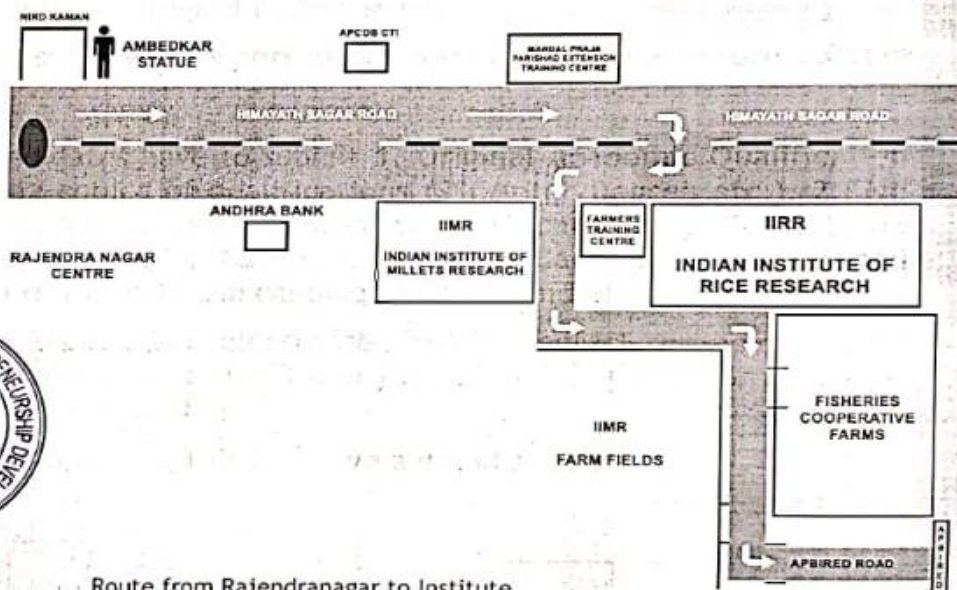 NIRD KAMAN
AMBEDKAR
STATUE
APCOB CTI
MANDAL PRAJA
PARISHAD EXTENSION
TRAINING CENTRE
HIMAYATH SAGAR ROAD
HIMAYATH SAGAR ROAD
ANDHRA BANK
RAJENDRA NAGAR
CENTRE
IIMR
INDIAN INSTITUTE OF
MILLETS RESEARCH
FARMERS
TRAINING
CENTRE
IIRR
INDIAN INSTITUTE OF
RICE RESEARCH
IIMR
FARM FIELDS
FISHERIES
COOPERATIVE
FARMS
APBIRED ROAD
APBIRED
Route from Rajendranagar to Institute